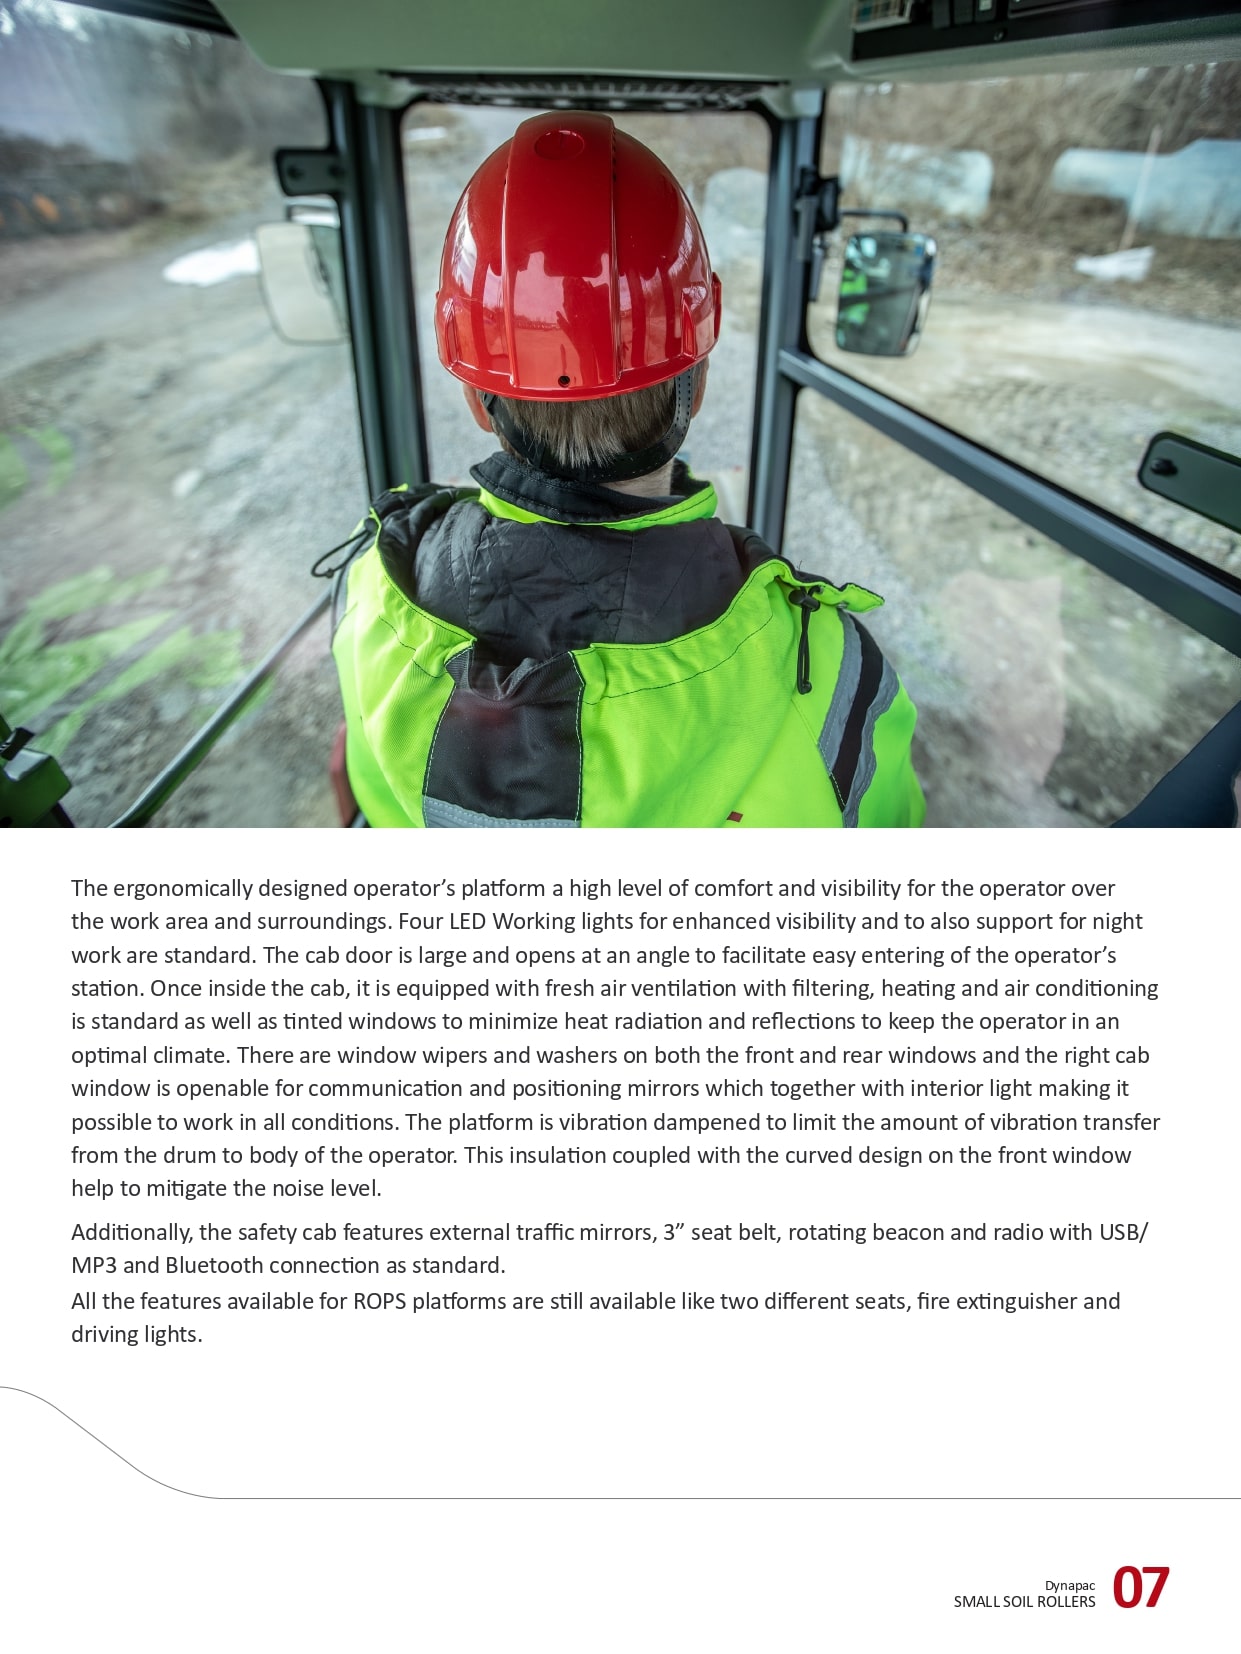 The ergonomically designed operator’s platform a high level of comfort and visibility for the operator over
the work area and surroundings. Four LED Working lights for enhanced visibility and to also support for night
work are standard. The cab door is large and opens at an angle to facilitate easy entering of the operator’s
station. Once inside the cab, it is equipped with fresh air ventilation with filtering, heating and air conditioning
is standard as well as tinted windows to minimize heat radiation and reflections to keep the operator in an
optimal climate. There are window wipers and washers on both the front and rear windows and the right cab
window is openable for communication and positioning mirrors which together with interior light making it
possible to work in all conditions. The platform is vibration dampened to limit the amount of vibration transfer
from the drum to body of the operator. This insulation coupled with the curved design on the front window
help to mitigate the noise level.
Additionally, the safety cab features external traffic mirrors, 3” seat belt, rotating beacon and radio with USB/
MP3 and Bluetooth connection as standard.
All the features available for ROPS platforms are still available like two different seats, fire extinguisher and
driving lights.
Dynapac
SMALL SOIL ROLLERS
07